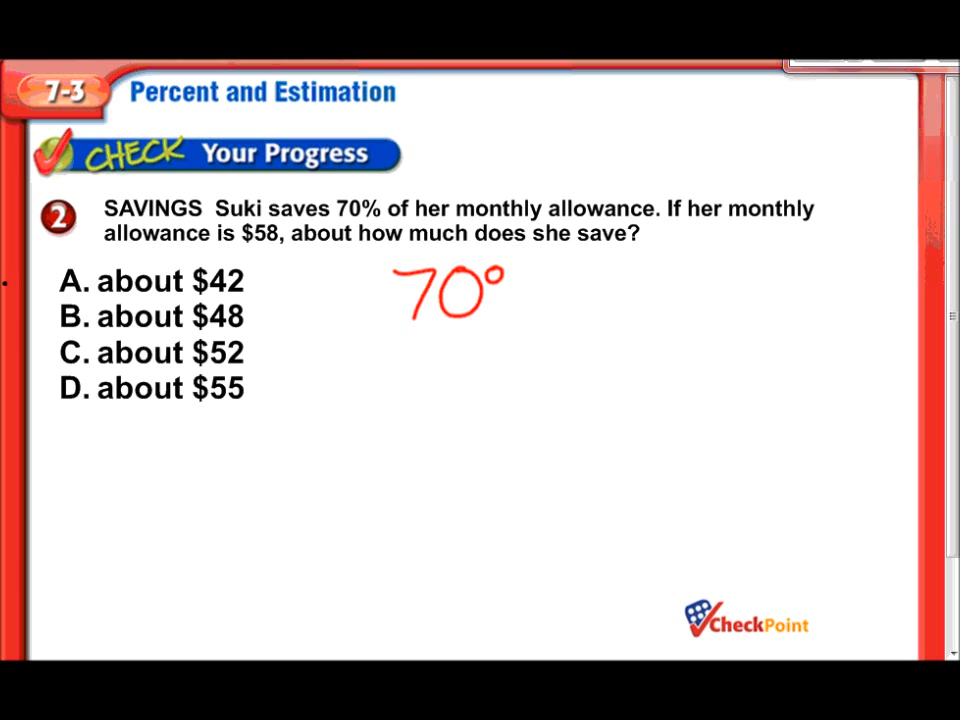 7-3 Percent and Estimation
CHECK Your Progress
2 SAVINGS Suki saves 70% of her monthly allowance. If her monthly
allowance is $58, about how much does she save?
A. about $42
70°
B. about $48
C. about $52
D. about $55
CheckPoint